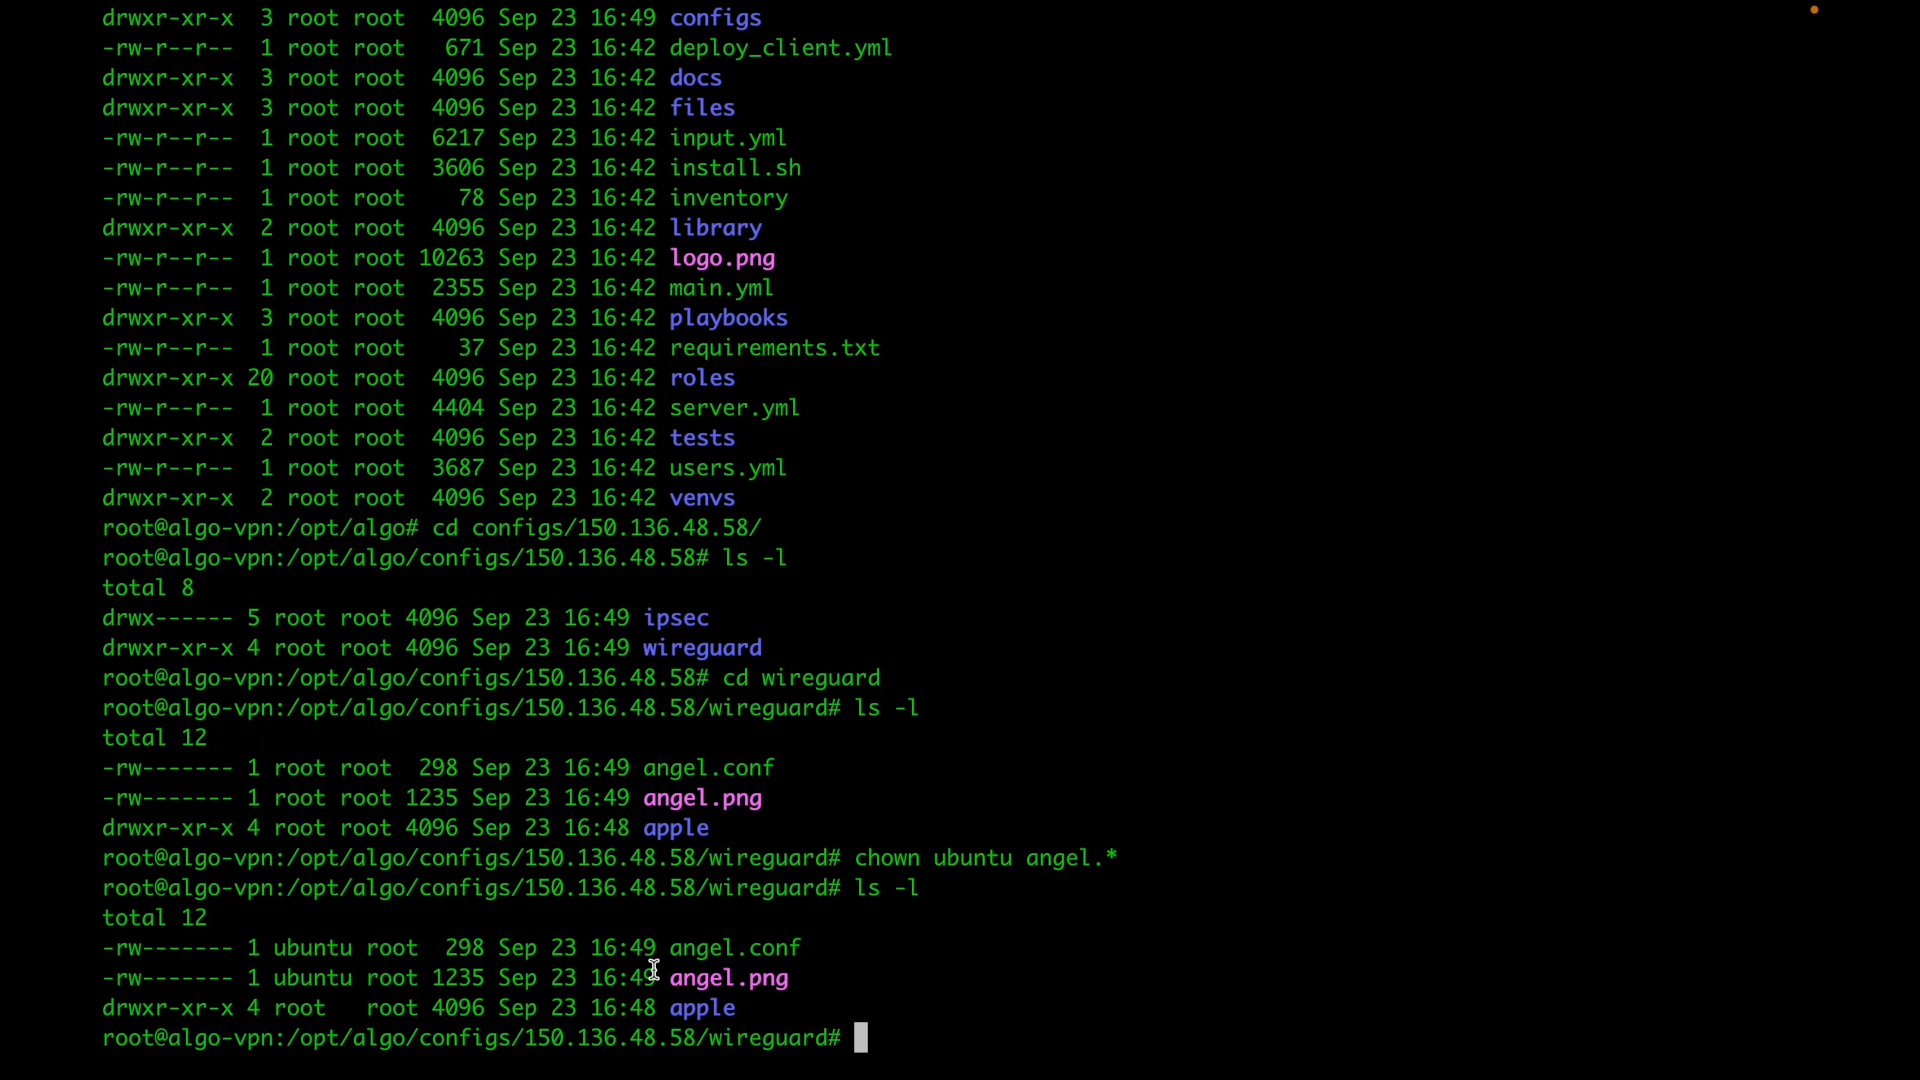 drwxr-xr-x  3 root root  4096 Sep 23 16:49 configs
-rw-r--r--  1 root root   671 Sep 23 16:42 deploy_client.yml
drwxr-xr-x  3 root root  4096 Sep 23 16:42 docs
drwxr-xr-x  3 root root  4096 Sep 23 16:42 files
-rw-r--r--  1 root root  6217 Sep 23 16:42 input.yml
-rw-r--r--  1 root root  3606 Sep 23 16:42 install.sh
-rw-r--r--  1 root root    78 Sep 23 16:42 inventory
drwxr-xr-x  2 root root  4096 Sep 23 16:42 library
-rw-r--r--  1 root root 10263 Sep 23 16:42 logo.png
-rw-r--r--  1 root root  2355 Sep 23 16:42 main.yml
drwxr-xr-x  3 root root  4096 Sep 23 16:42 playbooks
-rw-r--r--  1 root root    37 Sep 23 16:42 requirements.txt
drwxr-xr-x 20 root root  4096 Sep 23 16:42 roles
-rw-r--r--  1 root root  4404 Sep 23 16:42 server.yml
drwxr-xr-x  2 root root  4096 Sep 23 16:42 tests
-rw-r--r--  1 root root  3687 Sep 23 16:42 users.yml
drwxr-xr-x  2 root root  4096 Sep 23 16:42 venvs
root@algo-vpn:/opt/algo# cd configs/150.136.48.58/
root@algo-vpn:/opt/algo/configs/150.136.48.58# ls -l
total 8
drwx------ 5 root root 4096 Sep 23 16:49 ipsec
drwxr-xr-x 4 root root 4096 Sep 23 16:49 wireguard
root@algo-vpn:/opt/algo/configs/150.136.48.58# cd wireguard
root@algo-vpn:/opt/algo/configs/150.136.48.58/wireguard# ls -l
total 12
-rw------- 1 root root  298 Sep 23 16:49 angel.conf
-rw------- 1 root root 1235 Sep 23 16:49 angel.png
drwxr-xr-x 4 root root 4096 Sep 23 16:48 apple
root@algo-vpn:/opt/algo/configs/150.136.48.58/wireguard# chown ubuntu angel.*
root@algo-vpn:/opt/algo/configs/150.136.48.58/wireguard# ls -l
total 12
-rw------- 1 ubuntu root  298 Sep 23 16:49 angel.conf
-rw------- 1 ubuntu root 1235 Sep 23 16:49 angel.png
drwxr-xr-x 4 root   root 4096 Sep 23 16:48 apple
root@algo-vpn:/opt/algo/configs/150.136.48.58/wireguard#